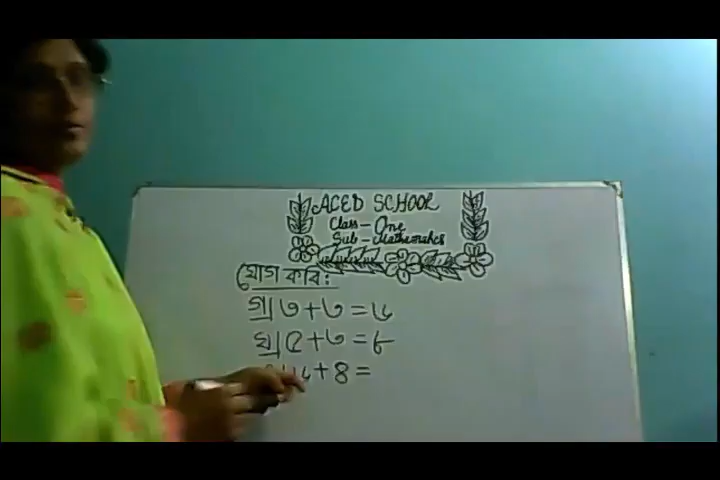 ACED SCHOOL
Class - One
Sub - Mathematics
যোগ করি:
গ) ৩+৩=৬
ঘ) ৫+৩=৮
৬+৪=